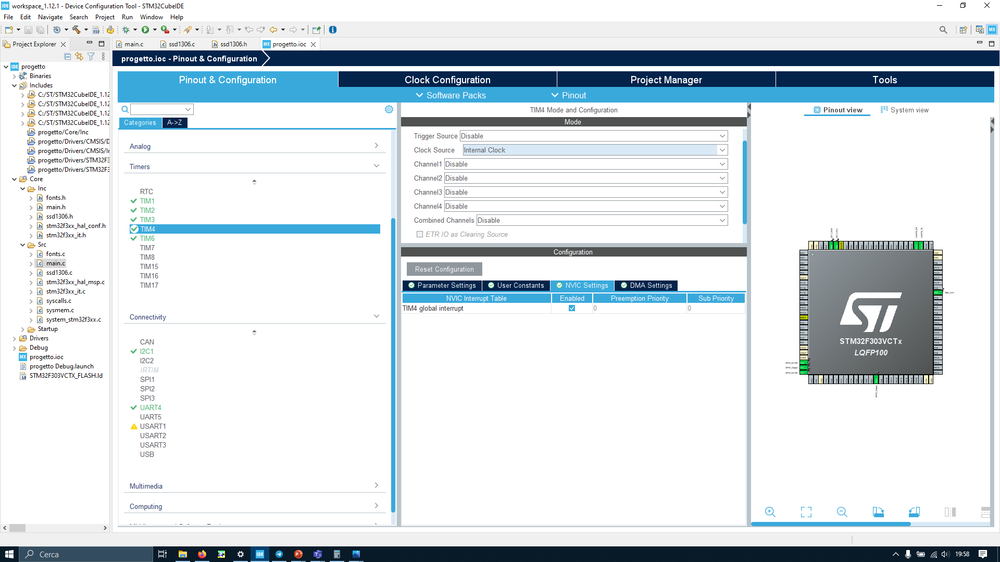 workspace_1.12.1 - Device Configuration Tool - STM32CubeIDE
File Edit Navigate Search Project Run Window Help
Project Explorer
main.c
ssd1306.c
ssd1306.h
progetto.ioc
progetto
Binaries
Includes
C:/ST/STM32CubeIDE_1.12
C:/ST/STM32CubeIDE_1.12
C:/ST/STM32CubeIDE_1.12
C:/ST/STM32CubeIDE_1.12
progetto/Core/Inc
progetto/Drivers/CMSIS/D
progetto/Drivers/CMSIS/I
progetto/Drivers/STM32F3
progetto/Drivers/STM32F3
Core
Inc
fonts.h
main.h
ssd1306.h
stm32f3xx_hal_conf.h
stm32f3xx_it.h
Src
fonts.c
main.c
ssd1306.c
stm32f3xx_hal_msp.c
stm32f3xx_it.c
syscalls.c
sysmem.c
system_stm32f3xx.c
Startup
Drivers
Debug
progetto.ioc
progetto Debug.launch
STM32F303VCTX_FLASH.ld
progetto.ioc - Pinout & Configuration
Pinout & Configuration
Clock Configuration
Project Manager
Tools
Software Packs
Pinout
Categories
A->Z
Analog
Timers
RTC
TIM1
TIM2
TIM3
TIM4
TIM6
TIM7
TIM8
TIM15
TIM16
TIM17
Connectivity
CAN
I2C1
I2C2
IRTIM
SPI1
SPI2
SPI3
UART4
UART5
USART1
USART2
USART3
USB
Multimedia
Computing
TIM4 Mode and Configuration
Mode
Trigger Source Disable
Clock Source Internal Clock
Channel1 Disable
Channel2 Disable
Channel3 Disable
Channel4 Disable
Combined Channels Disable
ETR IO as Clearing Source
Configuration
Reset Configuration
Parameter Settings
User Constants
NVIC Settings
DMA Settings
NVIC Interrupt Table Enabled Preemption Priority Sub Priority
TIM4 global interrupt 0 0
Pinout view
System view
STM32F303VCTx
LQFP100
Cerca
19:58